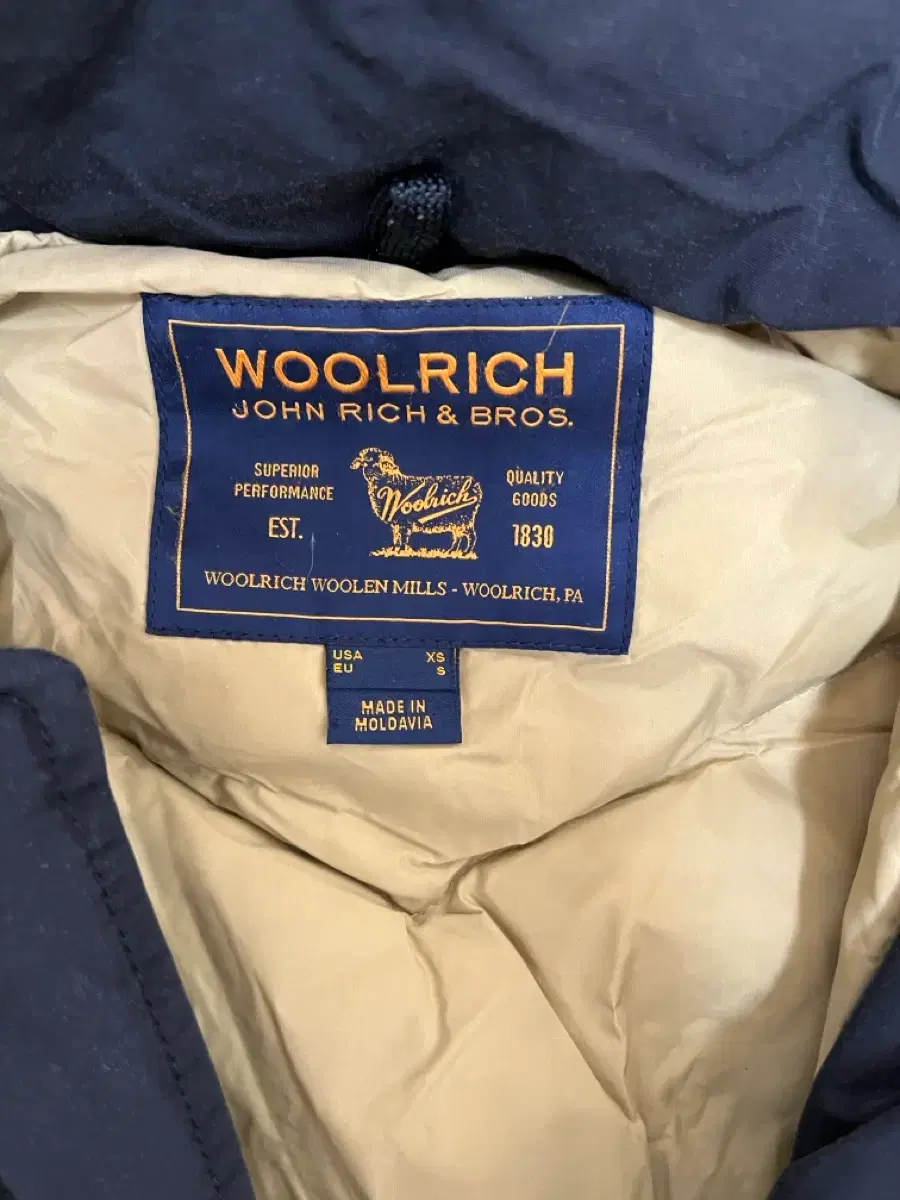 WOOLRICH
JOHN RICH & BROS.
SUPERIOR
PERFORMANCE
EST.
Woolrich
QUALITY
GOODS
1830
WOOLRICH WOOLEN MILLS - WOOLRICH, PA
USA XS
EU S
MADE IN
MOLDAVIA